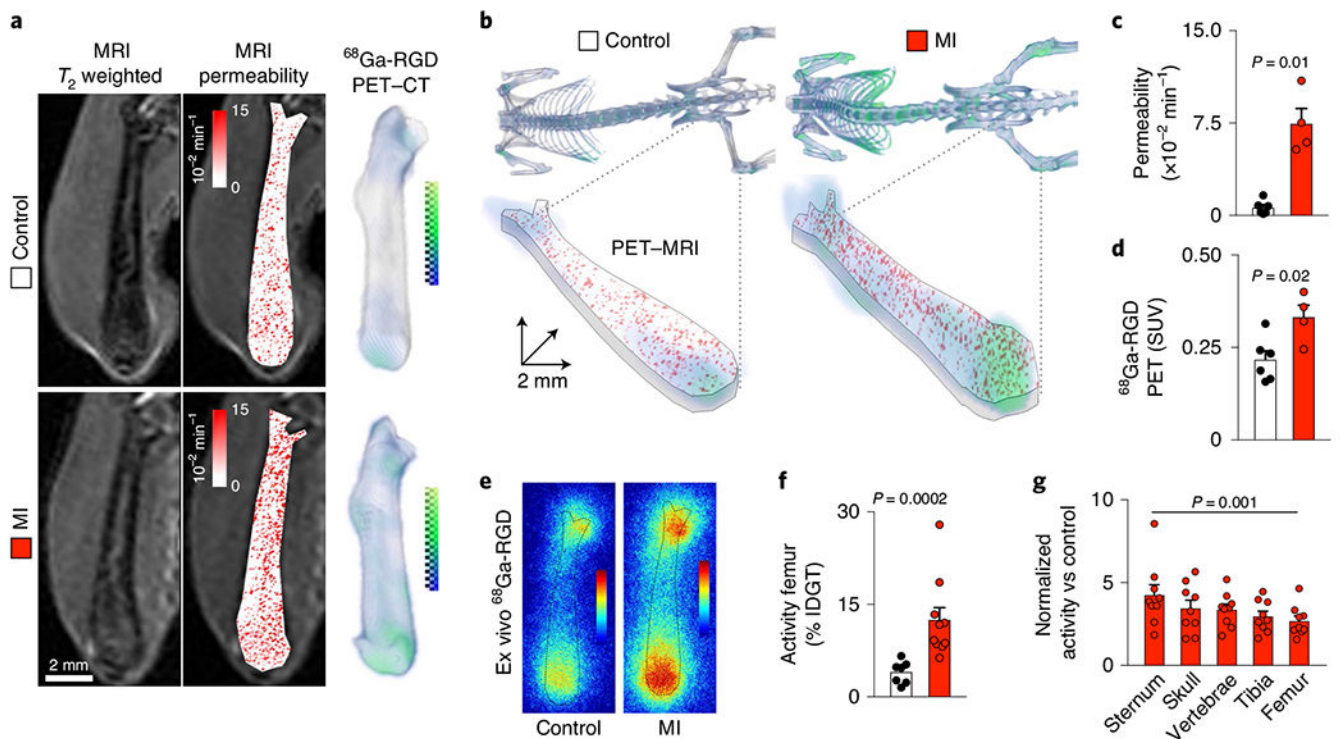 a
MRI
T2 weighted
MRI
permeability
68Ga-RGD
PET–CT
Control
15
10−2 min−1
0
MI
15
10−2 min−1
0
2 mm
b
Control
MI
PET–MRI
2 mm
c
Permeability
(×10−2 min−1)
15
7.5
0
P = 0.01
d
68Ga-RGD
PET (SUV)
0.50
0.25
0
P = 0.02
e
Ex vivo 68Ga-RGD
Control
MI
f
Activity femur
(% IDGT)
P = 0.0002
30
15
0
g
Normalized
activity vs control
10
5
0
P = 0.001
Sternum
Skull
Vertebrae
Tibia
Femur